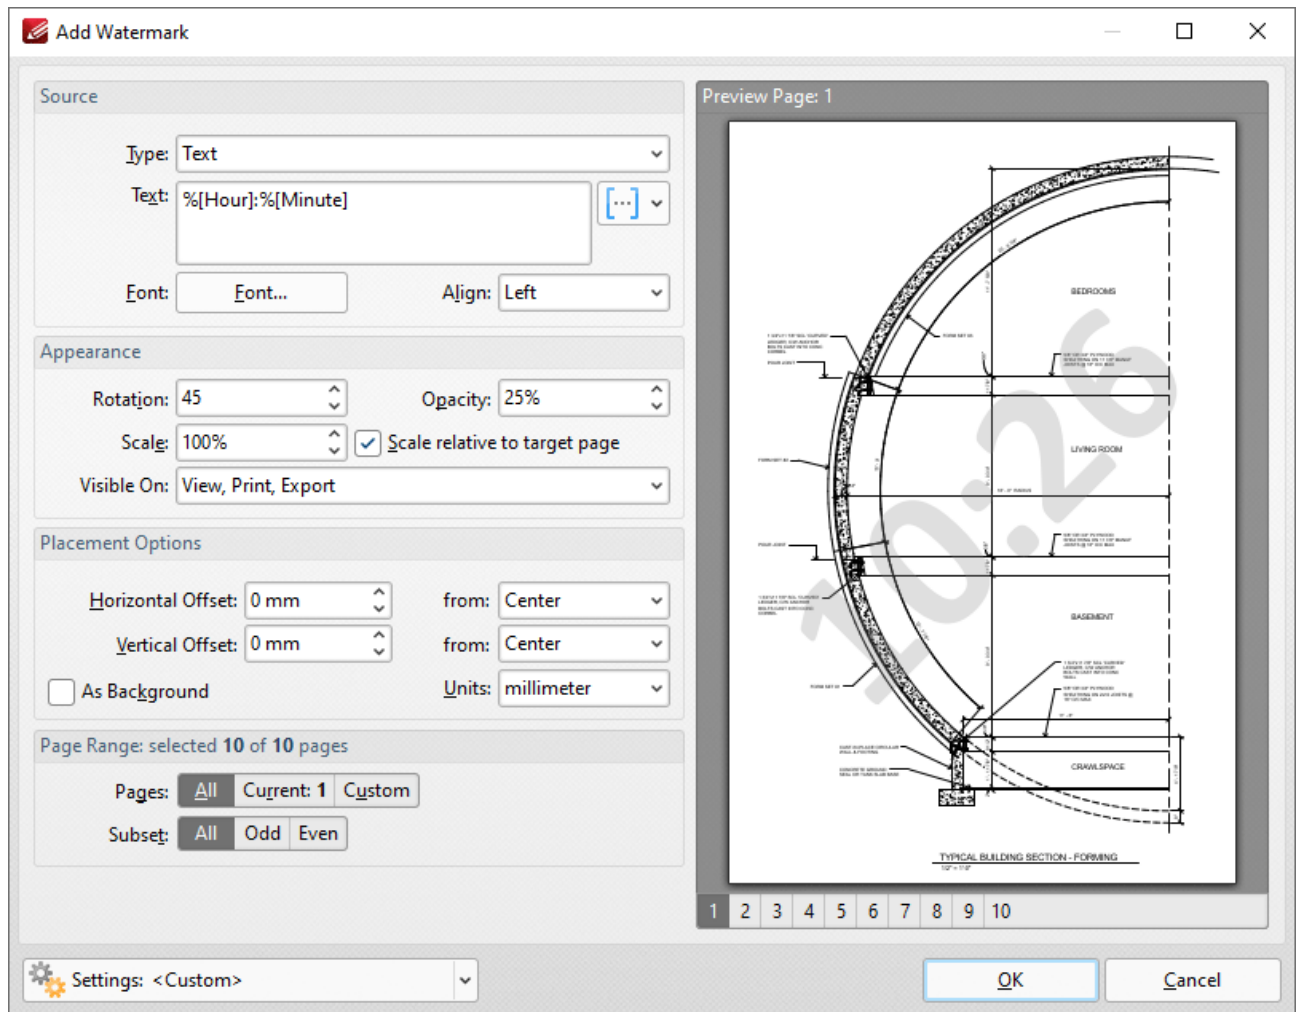 Add Watermark
Source
Type: Text
Text: %[Hour]:%[Minute]
Font: Font... Align: Left
Appearance
Rotation: 45 Opacity: 25%
Scale: 100% Scale relative to target page
Visible On: View, Print, Export
Placement Options
Horizontal Offset: 0 mm from: Center
Vertical Offset: 0 mm from: Center
As Background Units: millimeter
Page Range: selected 10 of 10 pages
Pages: All Current: 1 Custom
Subset: All Odd Even
Preview Page: 1
BEDROOMS
LIVING ROOM
BASEMENT
CRAWLSPACE
10:26
TYPICAL BUILDING SECTION - FORMING
1 2 3 4 5 6 7 8 9 10
Settings: <Custom>
OK Cancel